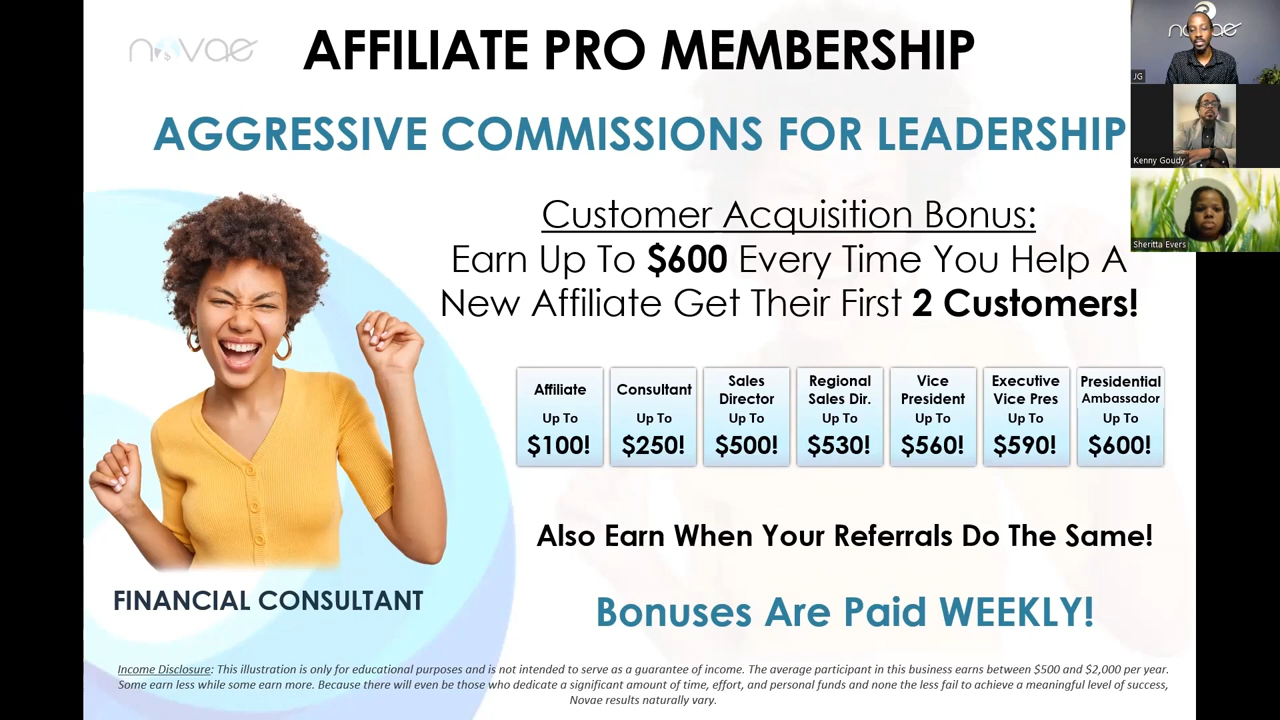 novae
AFFILIATE PRO MEMBERSHIP
AGGRESSIVE COMMISSIONS FOR LEADERSHIP
Customer Acquisition Bonus:
Earn Up To $600 Every Time You Help A
New Affiliate Get Their First 2 Customers!
Affiliate
Up To
$100!
Consultant
Up To
$250!
Sales
Director
Up To
$500!
Regional
Sales Dir.
Up To
$530!
Vice
President
Up To
$560!
Executive
Vice Pres
Up To
$590!
Presidential
Ambassador
Up To
$600!
Also Earn When Your Referrals Do The Same!
FINANCIAL CONSULTANT
Bonuses Are Paid WEEKLY!
Income Disclosure: This illustration is only for educational purposes and is not intended to serve as a guarantee of income. The average participant in this business earns between $500 and $2,000 per year.
Some earn less while some earn more. Because there will even be those who dedicate a significant amount of time, effort, and personal funds and none the less fail to achieve a meaningful level of success,
Novae results naturally vary.
JG
Kenny Goudy
Sheritta Evers